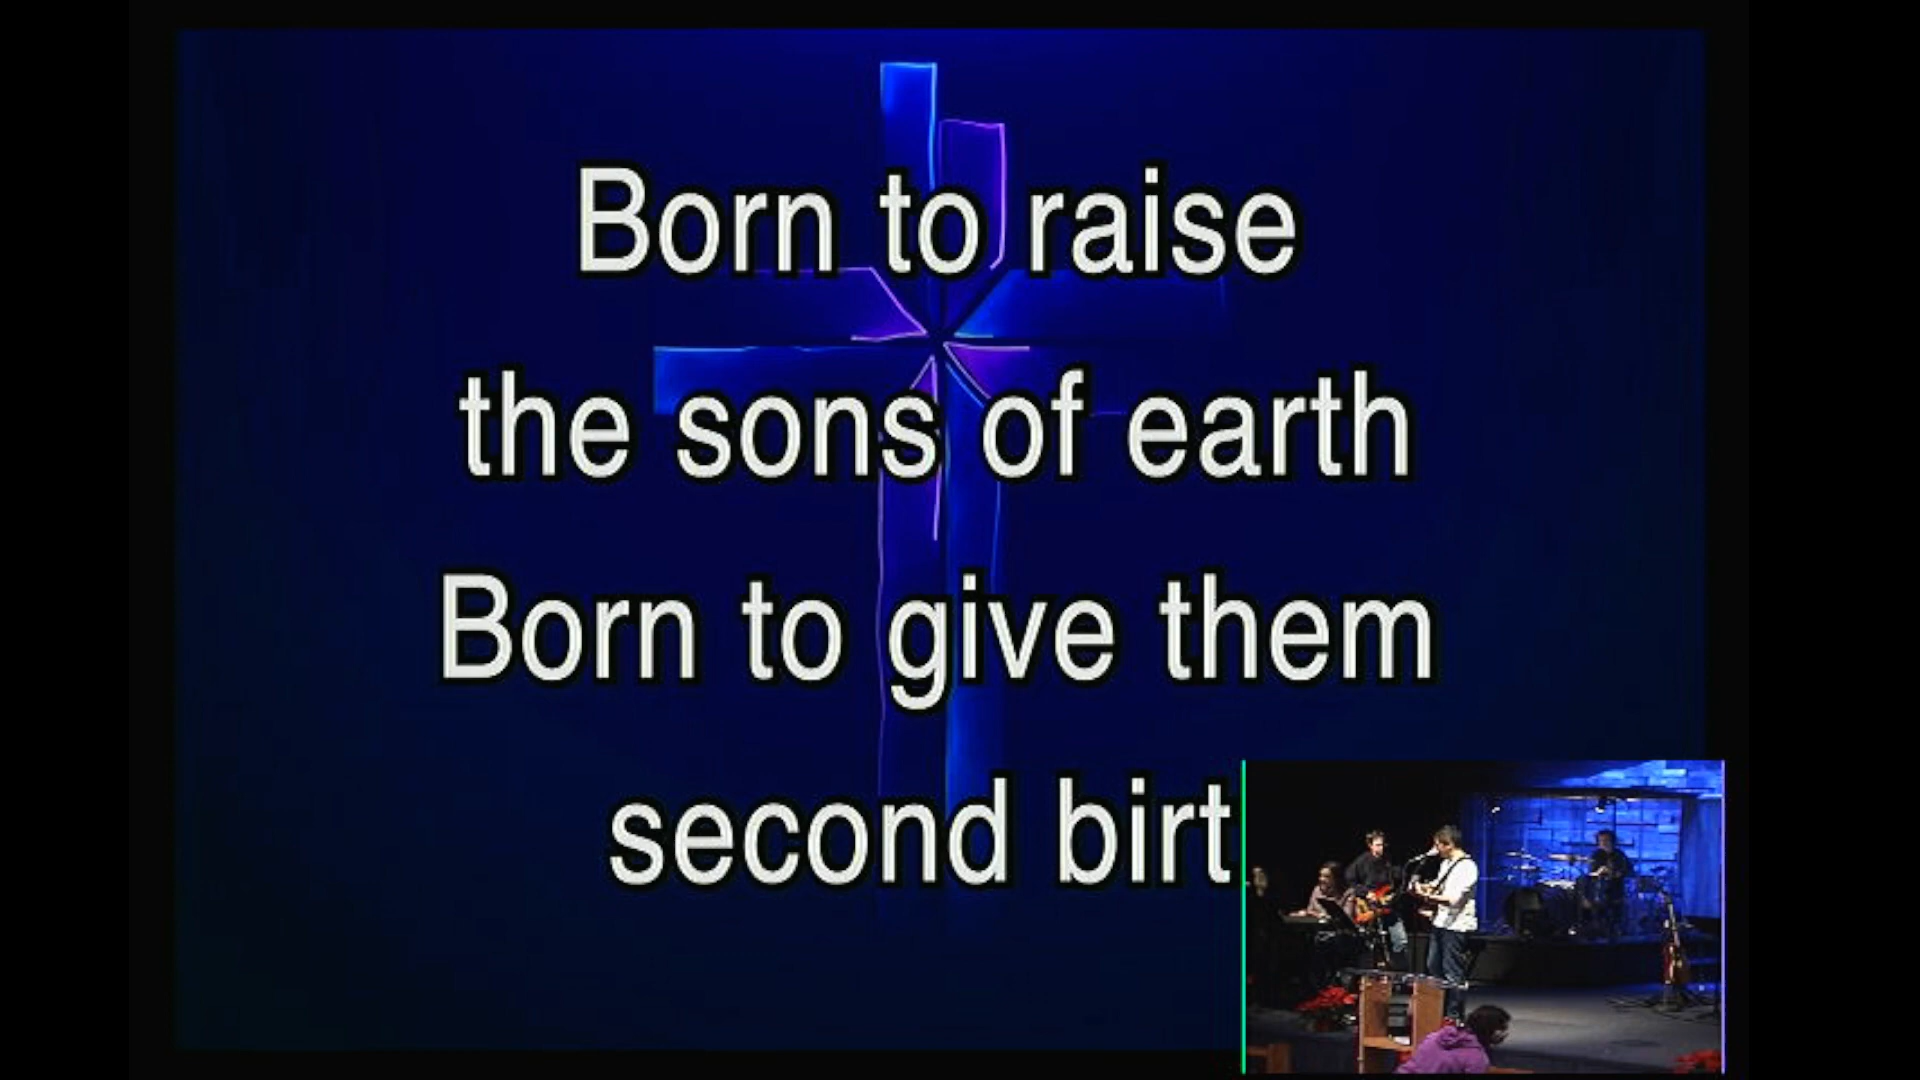 Born to raise
the sons of earth
Born to give them
second birt